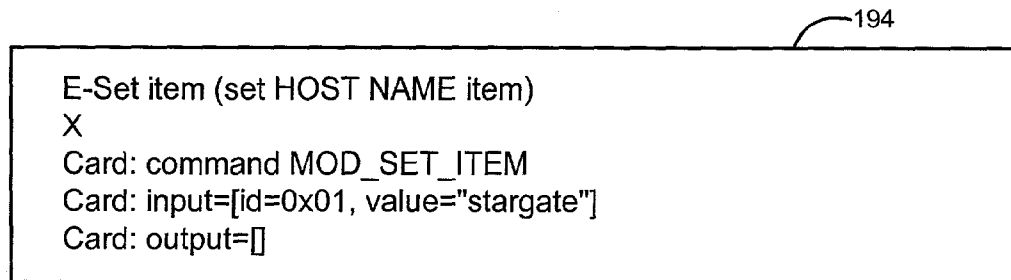 194
E-Set item (set HOST NAME item)
X
Card: command MOD_SET_ITEM
Card: input=[id=0x01, value="stargate"]
Card: output=[]